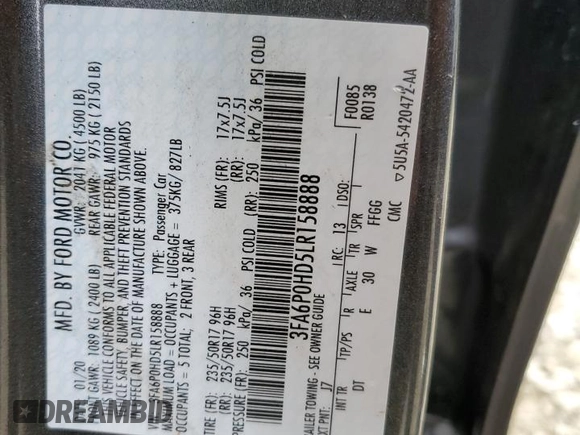 MFD. BY FORD MOTOR CO.
01/20
GVWR: 2041 KG ( 4500 LB)
FRONT GAWR: 1089 KG ( 2400 LB)
REAR GAWR: 975 KG ( 2150 LB)
THIS VEHICLE CONFORMS TO ALL APPLICABLE FEDERAL MOTOR
VEHICLE SAFETY, BUMPER, AND THEFT PREVENTION STANDARDS
IN EFFECT ON THE DATE OF MANUFACTURE SHOWN ABOVE.
VIN: 3FA6P0HD5LR158888
TYPE: Passenger Car
MAXIMUM LOAD = OCCUPANTS + LUGGAGE = 375KG/ 827LB
OCCUPANTS = 5 TOTAL; 2 FRONT, 3 REAR
TIRE (FR): 235/50R17 96H
RIMS (FR): 17x7.5J
(RR): 235/50R17 96H
(RR): 17x7.5J
PRESSURE (FR): 250 kPa/ 36 PSI COLD (RR): 250 kPa/ 36 PSI COLD
3FA6P0HD5LR158888
TRAILER TOWING - SEE OWNER GUIDE
F0085
R0138
EXT PNT: J7
RC: 13
DSO:
INT TR
TP/PS
R
AXLE
TR
SPR
DT
E
30
W
FFGG
CMC
5U5A-5420472-AA
BIDHISTORY